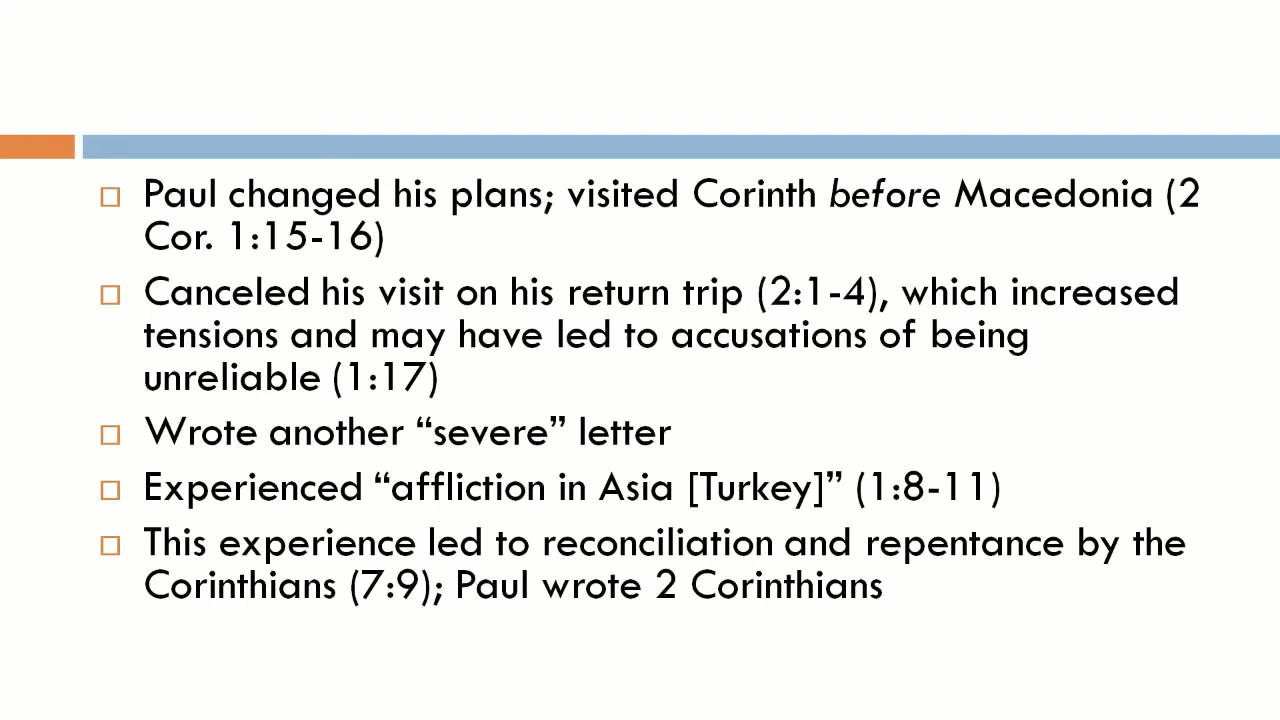 Paul changed his plans; visited Corinth before Macedonia (2
Cor. 1:15-16)
Canceled his visit on his return trip (2:1-4), which increased
tensions and may have led to accusations of being
unreliable (1:17)
Wrote another “severe” letter
Experienced “affliction in Asia [Turkey]” (1:8-11)
This experience led to reconciliation and repentance by the
Corinthians (7:9); Paul wrote 2 Corinthians